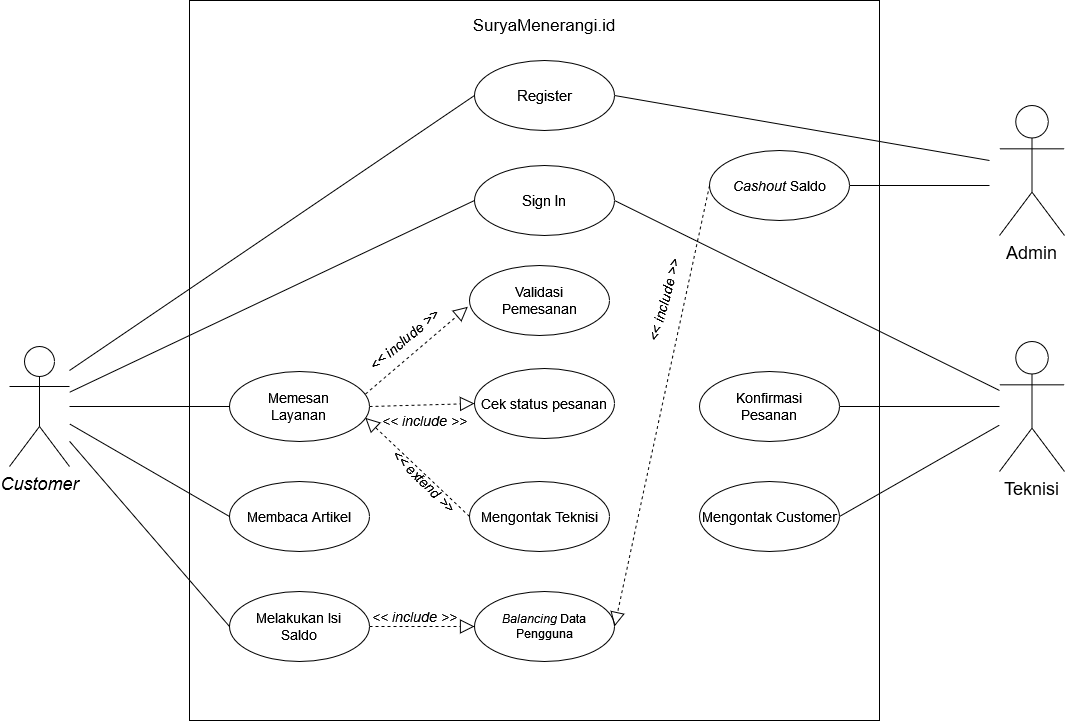 SuryaMenerangi.id
Register
Cashout Saldo
Sign In
Admin
Validasi
Pemesanan
<< include >>
<< include >>
Memesan
Layanan
Cek status pesanan
<< include >>
Konfirmasi
Pesanan
Customer
Teknisi
<< extend >>
Membaca Artikel
Mengontak Teknisi
Mengontak Customer
Melakukan Isi
Saldo
<< include >>
Balancing Data
Pengguna